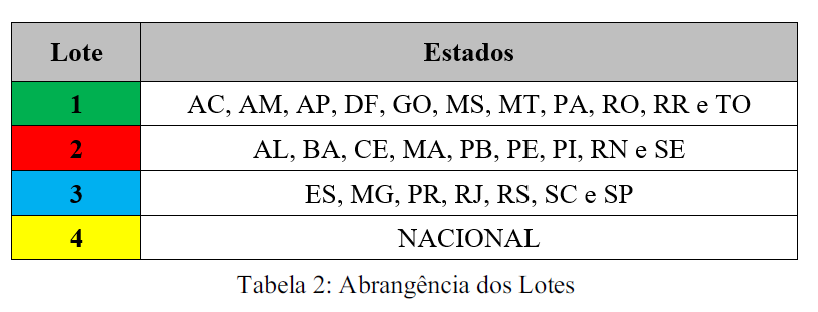 Lote Estados
1 AC, AM, AP, DF, GO, MS, MT, PA, RO, RR e TO
2 AL, BA, CE, MA, PB, PE, PI, RN e SE
3 ES, MG, PR, RJ, RS, SC e SP
4 NACIONAL
Tabela 2: Abrangência dos Lotes